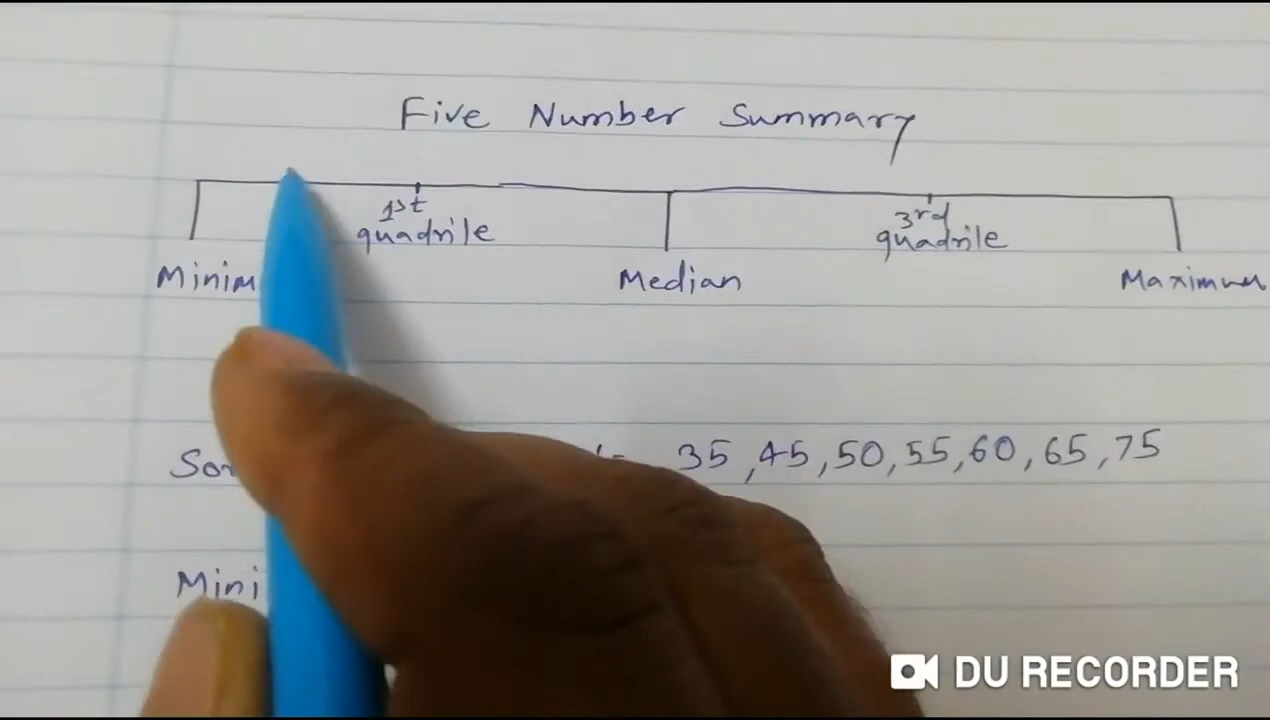 Five Number Summary
1st 3rd
quadrile quadrile
Minim Median Maximum
Sor 35, 45, 50, 55, 60, 65, 75
Mini
DU RECORDER